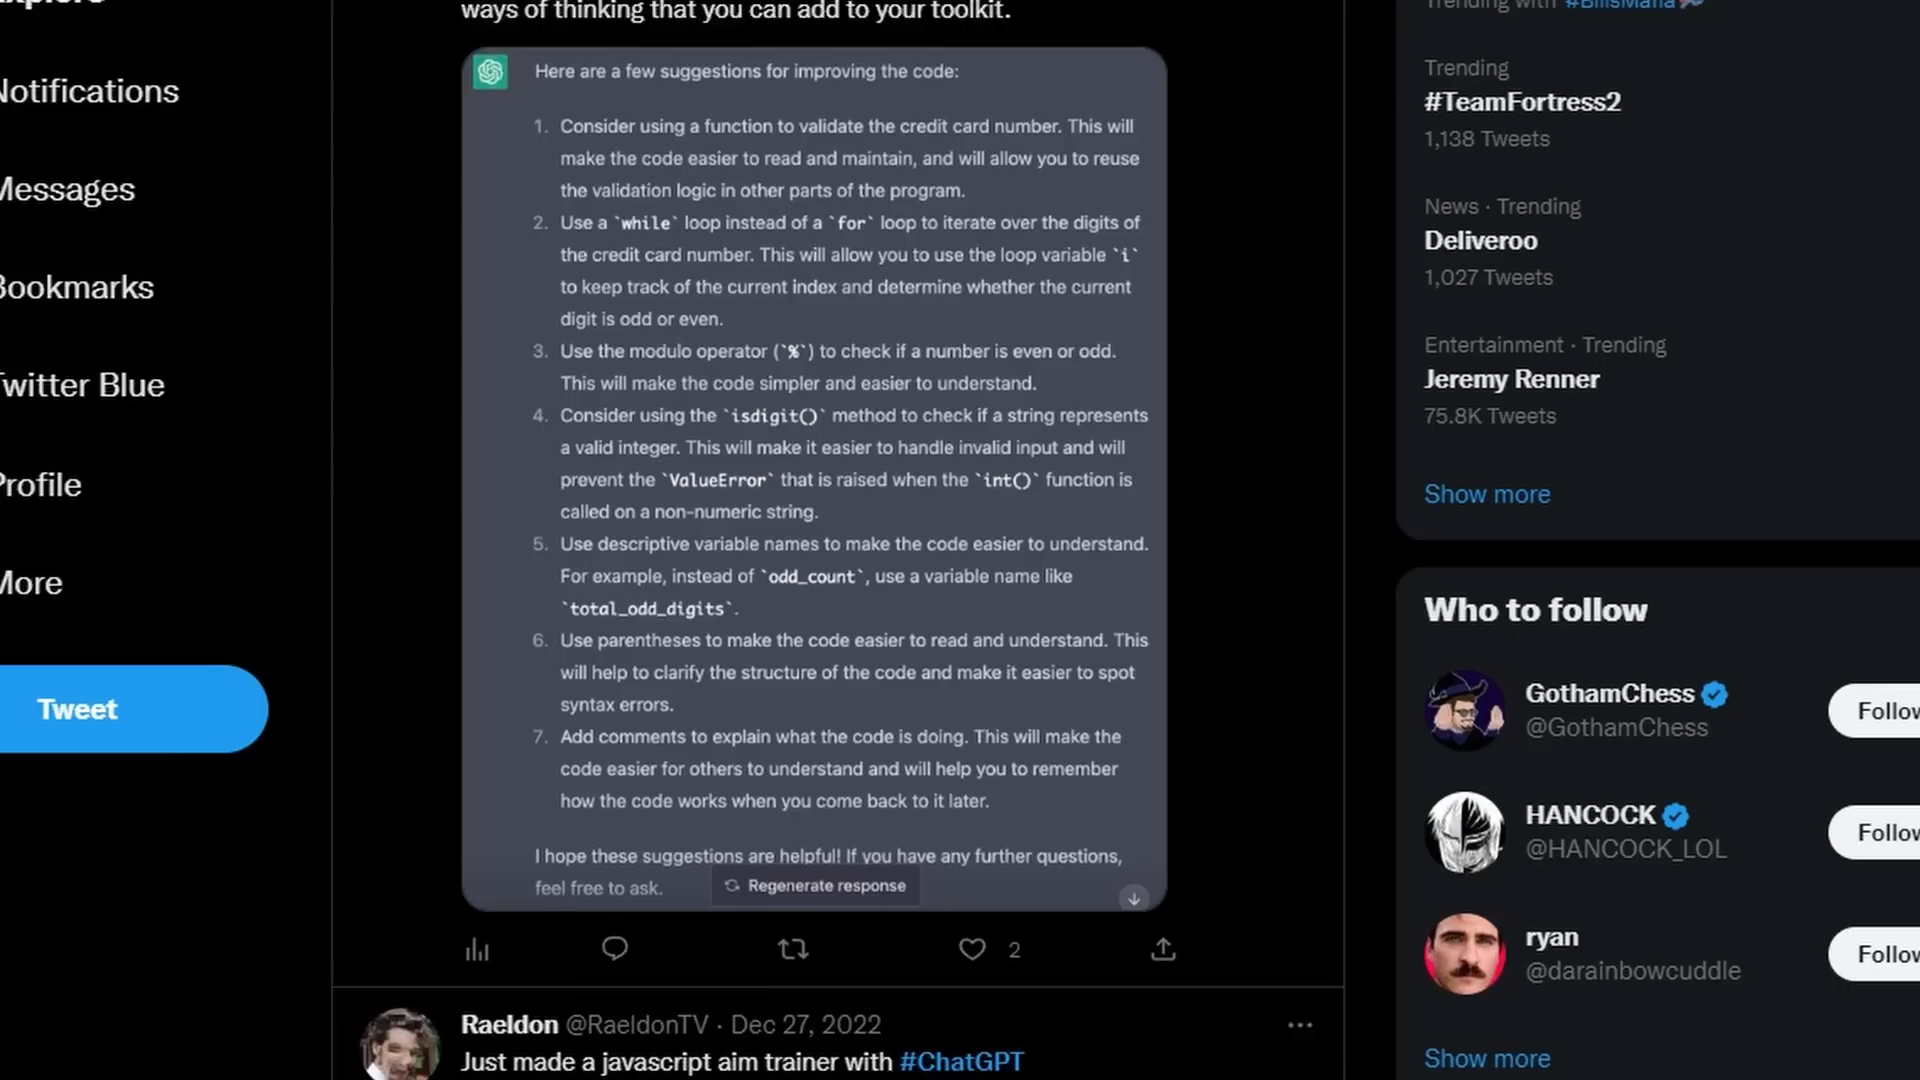 ways of thinking that you can add to your toolkit.
Here are a few suggestions for improving the code:
1. Consider using a function to validate the credit card number. This will
make the code easier to read and maintain, and will allow you to reuse
the validation logic in other parts of the program.
2. Use a `while` loop instead of a `for` loop to iterate over the digits of
the credit card number. This will allow you to use the loop variable `i`
to keep track of the current index and determine whether the current
digit is odd or even.
3. Use the modulo operator (`%`) to check if a number is even or odd.
This will make the code simpler and easier to understand.
4. Consider using the `isdigit()` method to check if a string represents
a valid integer. This will make it easier to handle invalid input and will
prevent the `ValueError` that is raised when the `int()` function is
called on a non-numeric string.
5. Use descriptive variable names to make the code easier to understand.
For example, instead of `odd_count`, use a variable name like
`total_odd_digits`.
6. Use parentheses to make the code easier to read and understand. This
will help to clarify the structure of the code and make it easier to spot
syntax errors.
7. Add comments to explain what the code is doing. This will make the
code easier for others to understand and will help you to remember
how the code works when you come back to it later.
I hope these suggestions are helpful! If you have any further questions,
feel free to ask.
Regenerate response
2
Raeldon @RaeldonTV · Dec 27, 2022
Just made a javascript aim trainer with #ChatGPT
Notifications
Messages
Bookmarks
Twitter Blue
Profile
More
Tweet
Trending with #BillsMafia
Trending
#TeamFortress2
1,138 Tweets
News · Trending
Deliveroo
1,027 Tweets
Entertainment · Trending
Jeremy Renner
75.8K Tweets
Show more
Who to follow
GothamChess
@GothamChess
Follow
HANCOCK
@HANCOCK_LOL
Follow
ryan
@darainbowcuddle
Follow
Show more